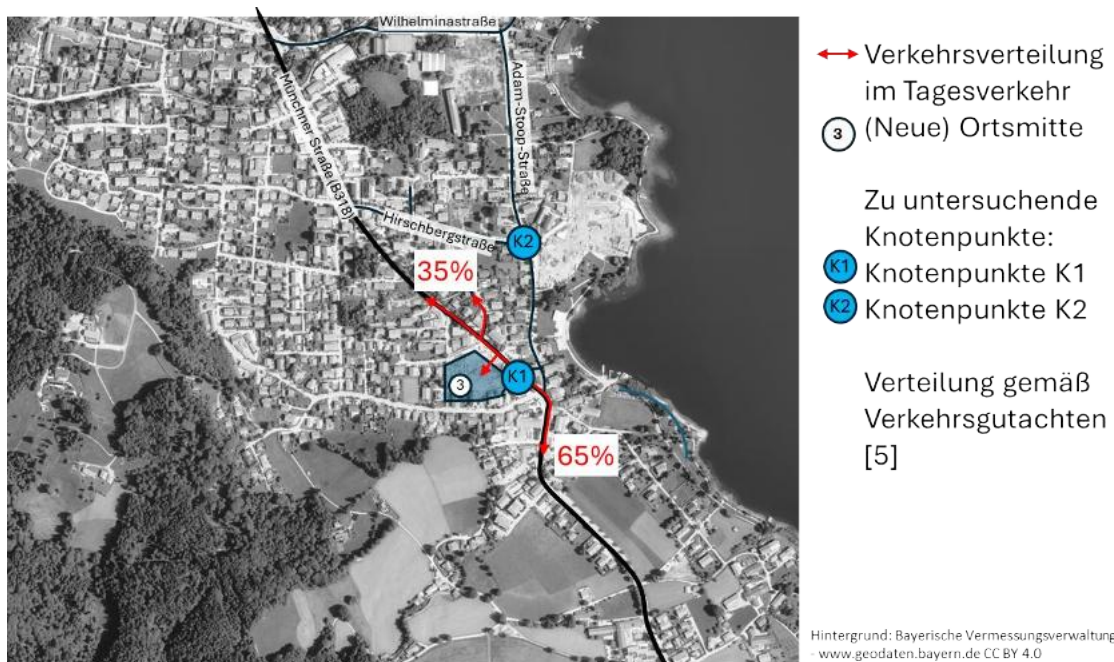 Wilhelminastraße
Münchner Straße (B318)
Adam-Stoop-Straße
Hirschbergstraße
K2
35%
K1
3
65%
Verkehrsverteilung
im Tagesverkehr
3 (Neue) Ortsmitte
Zu untersuchende
Knotenpunkte:
K1 Knotenpunkte K1
K2 Knotenpunkte K2
Verteilung gemäß
Verkehrsgutachten
[5]
Hintergrund: Bayerische Vermessungsverwaltung
- www.geodaten.bayern.de CC BY 4.0